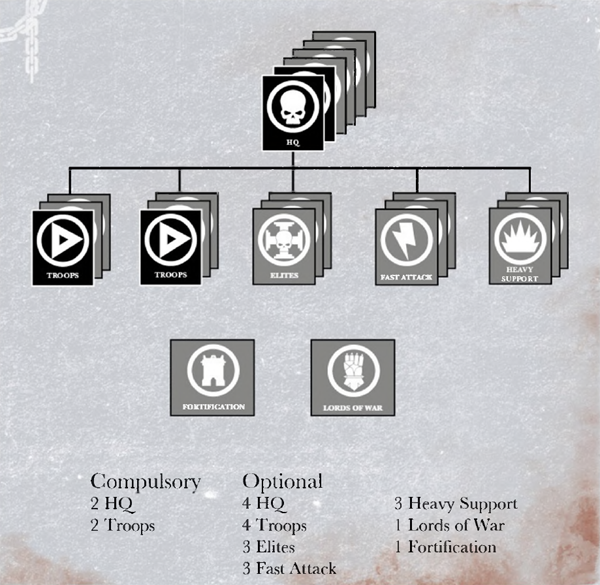 HQ
TROOPS
TROOPS
ELITES
FAST ATTACK
HEAVY
SUPPORT
FORTIFICATION
LORDS OF WAR
Compulsory
2 HQ
2 Troops
Optional
4 HQ
4 Troops
3 Elites
3 Fast Attack
3 Heavy Support
1 Lords of War
1 Fortification